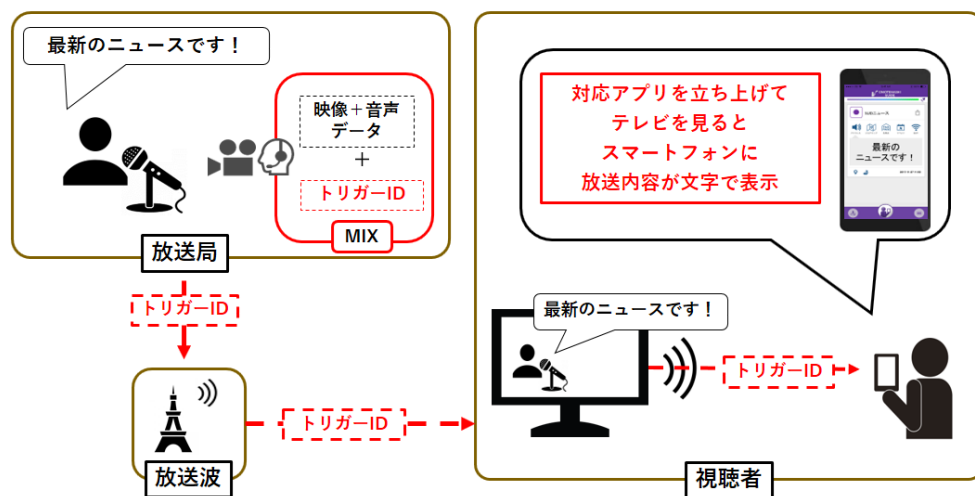 最新のニュースです！
映像＋音声
データ
+
トリガーID
MIX
放送局
トリガーID
放送波
トリガーID
対応アプリを立ち上げて
テレビを見ると
スマートフォンに
放送内容が文字で表示
最新の
ニュースです！
最新のニュースです！
トリガーID
視聴者